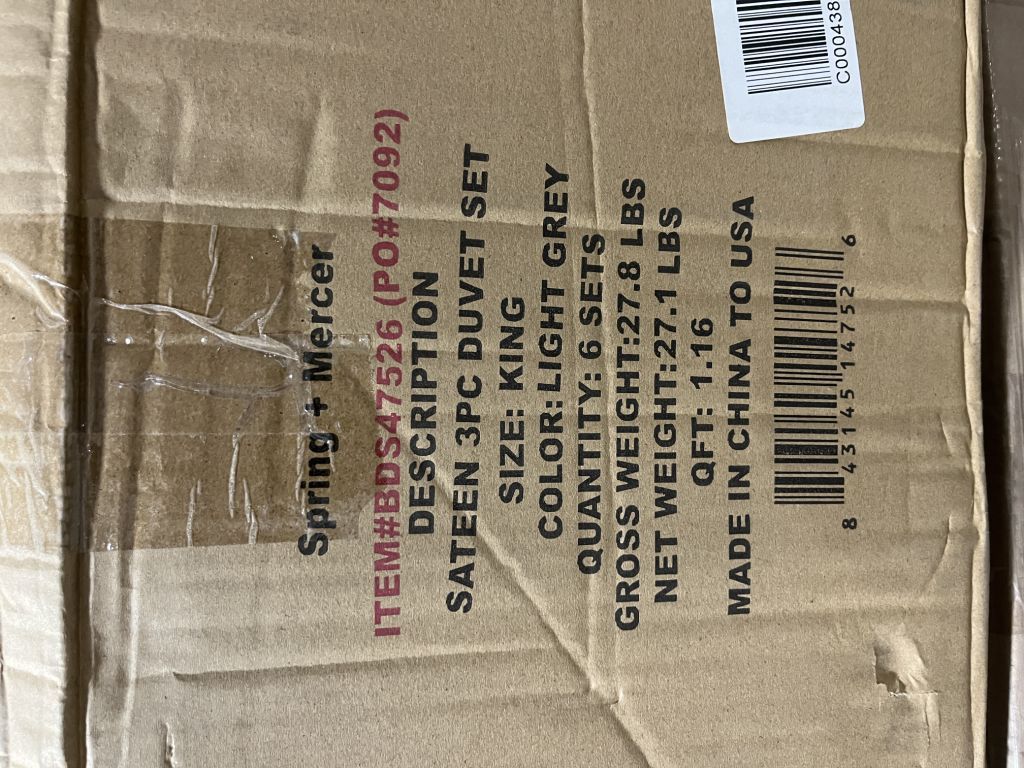 Spring + Mercer
ITEM#BDS47526 (PO#7092)
DESCRIPTION
SATEEN 3PC DUVET SET
SIZE: KING
COLOR: LIGHT GREY
QUANTITY: 6 SETS
GROSS WEIGHT:27.8 LBS
NET WEIGHT:27.1 LBS
QFT: 1.16
MADE IN CHINA TO USA
8 43145 14752 6
C000438